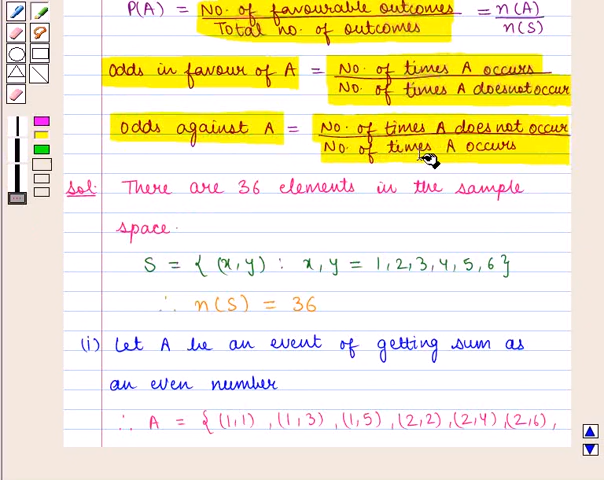 P(A) = No. of favourable outcomes / Total no. of outcomes = n(A) / n(S)
Odds in favour of A = No. of times A occurs / No. of times A does not occur
Odds against A = No. of times A does not occur / No. of times A occurs
Sol. There are 36 elements in the sample
space.
S = { (x,y) : x, y = 1, 2, 3, 4, 5, 6 }
∴ n(S) = 36
(i) Let A be an event of getting sum as
an even number
∴ A = { (1,1) , (1,3) , (1,5) , (2,2) , (2,4) , (2,6) ,